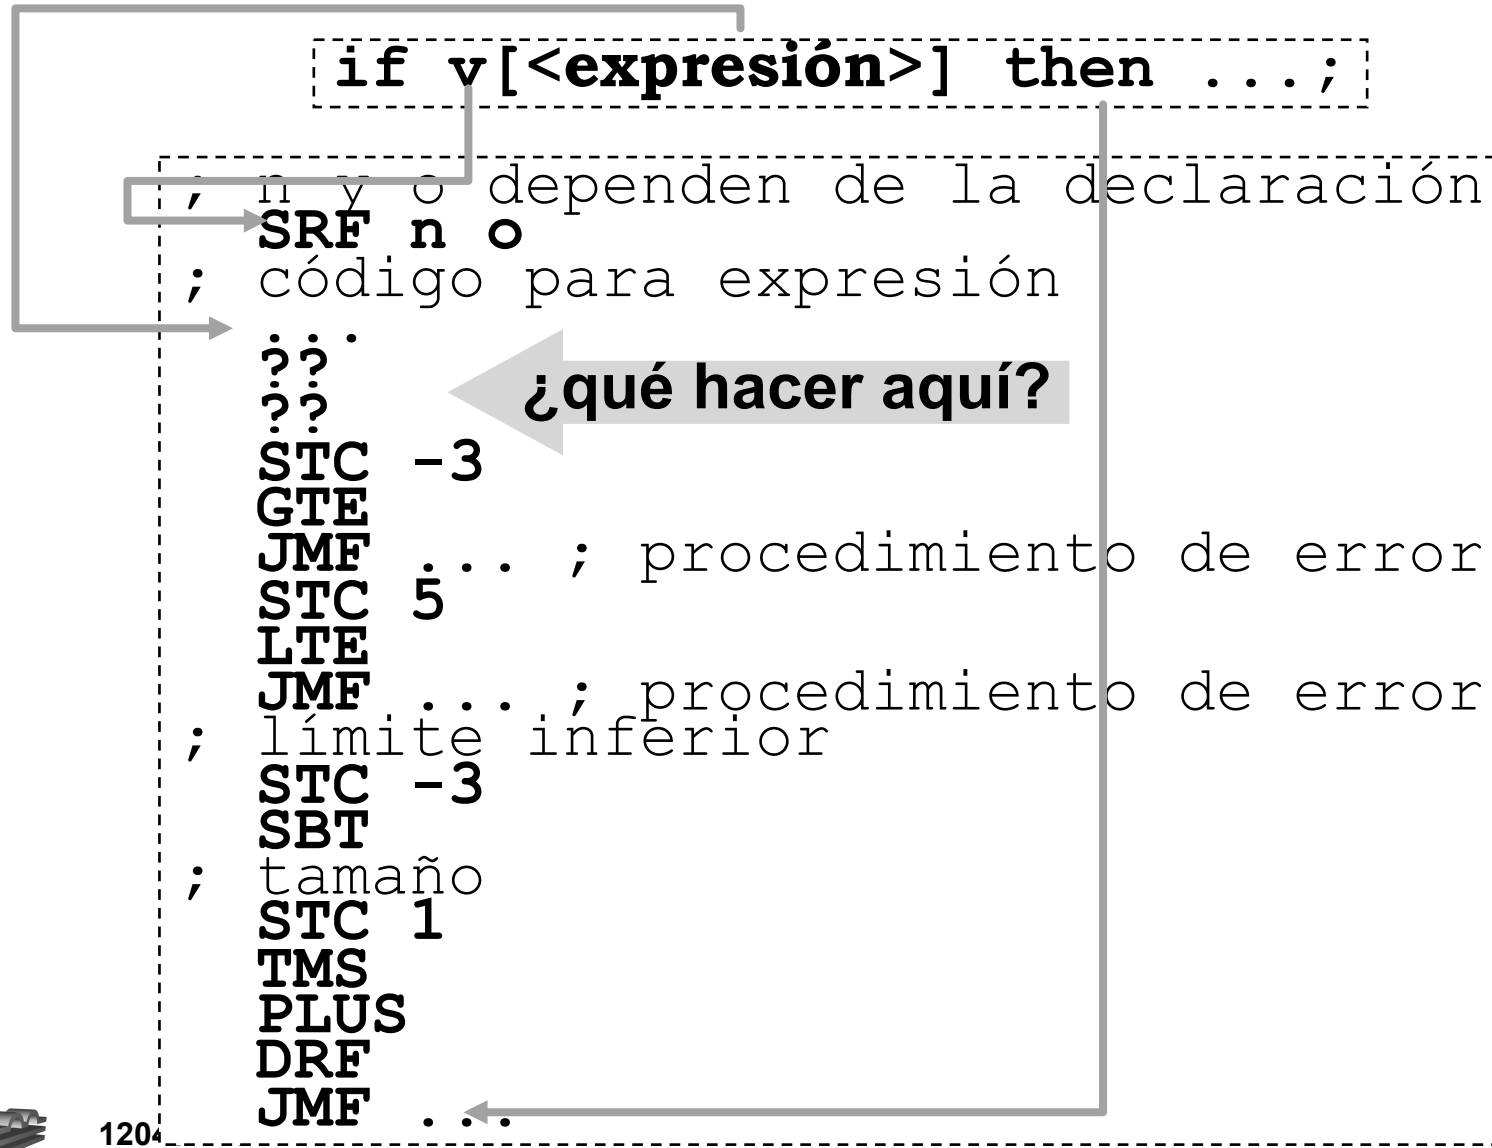 if v[<expresión>] then ...;
; n y o dependen de la declaración
SRF n o
; código para expresión
...
??
??
¿qué hacer aquí?
STC -3
GTE
JMF ... ; procedimiento de error
STC 5
LTE
JMF ... ; procedimiento de error
; límite inferior
STC -3
SBT
; tamaño
STC 1
TMS
PLUS
DRF
JMF ...
1204